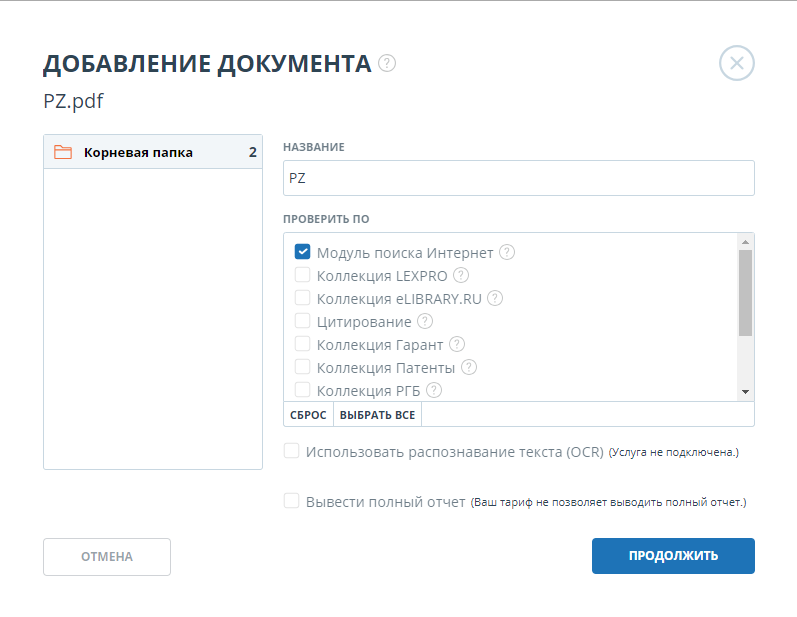 ДОБАВЛЕНИЕ ДОКУМЕНТА ?
PZ.pdf
Корневая папка 2
НАЗВАНИЕ
PZ
ПРОВЕРИТЬ ПО
Модуль поиска Интернет ?
Коллекция LEXPRO ?
Коллекция eLIBRARY.RU ?
Цитирование ?
Коллекция Гарант ?
Коллекция Патенты ?
Коллекция РГБ ?
СБРОС ВЫБРАТЬ ВСЕ
Использовать распознавание текста (OCR) (Услуга не подключена.)
Вывести полный отчет (Ваш тариф не позволяет выводить полный отчет.)
ОТМЕНА ПРОДОЛЖИТЬ